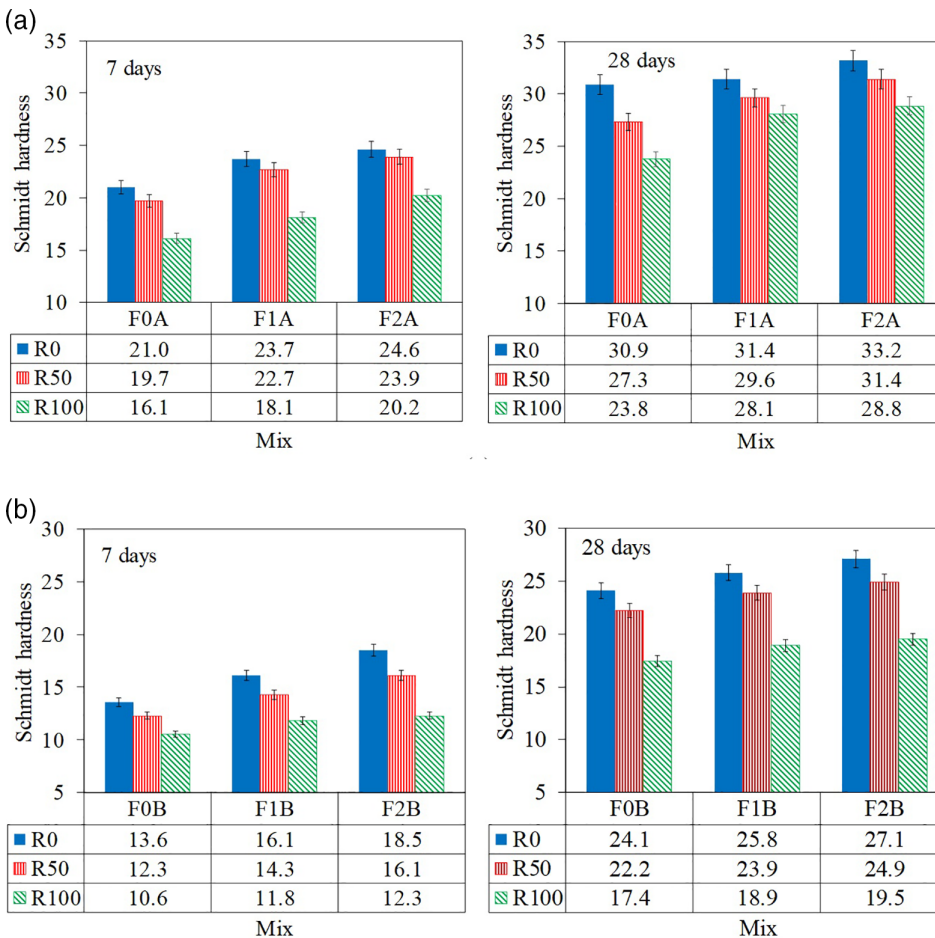 (a)
7 days
Schmidt hardness
35
30
25
20
15
10
F0A F1A F2A
R0 21.0 23.7 24.6
R50 19.7 22.7 23.9
R100 16.1 18.1 20.2
Mix
28 days
Schmidt hardness
35
30
25
20
15
10
F0A F1A F2A
R0 30.9 31.4 33.2
R50 27.3 29.6 31.4
R100 23.8 28.1 28.8
Mix
(b)
7 days
Schmidt hardness
30
25
20
15
10
5
F0B F1B F2B
R0 13.6 16.1 18.5
R50 12.3 14.3 16.1
R100 10.6 11.8 12.3
Mix
28 days
Schmidt hardness
30
25
20
15
10
5
F0B F1B F2B
R0 24.1 25.8 27.1
R50 22.2 23.9 24.9
R100 17.4 18.9 19.5
Mix